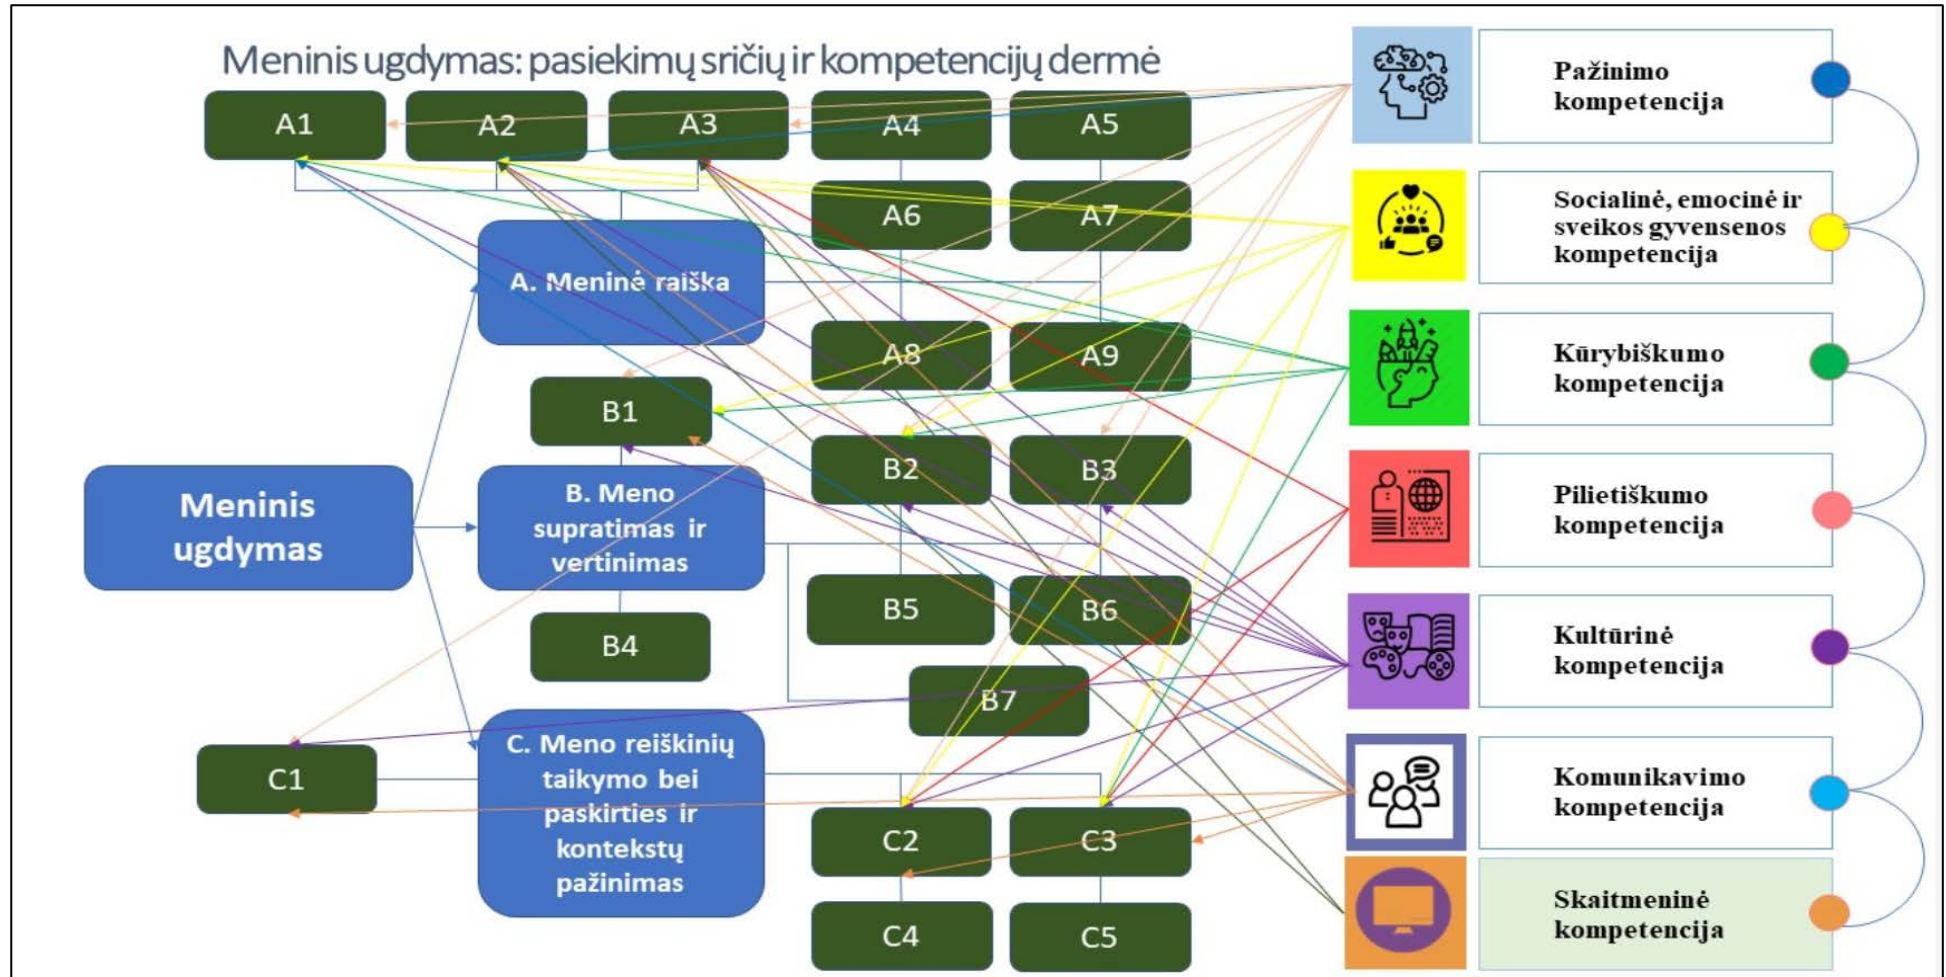 Meninis ugdymas: pasiekimų sričių ir kompetencijų dermė
A1
A2
A3
A4
A5
A6
A7
A. Meninė raiška
A8
A9
B1
B2
B3
Meninis
ugdymas
B. Meno
supratimas ir
vertinimas
B4
B5
B6
B7
C1
C. Meno reiškinių
taikymo bei
paskirties ir
kontekstų
pažinimas
C2
C3
C4
C5
Pažinimo
kompetencija
Socialinė, emocinė ir
sveikos gyvensenos
kompetencija
Kūrybiškumo
kompetencija
Pilietiškumo
kompetencija
Kultūrinė
kompetencija
Komunikavimo
kompetencija
Skaitmeninė
kompetencija